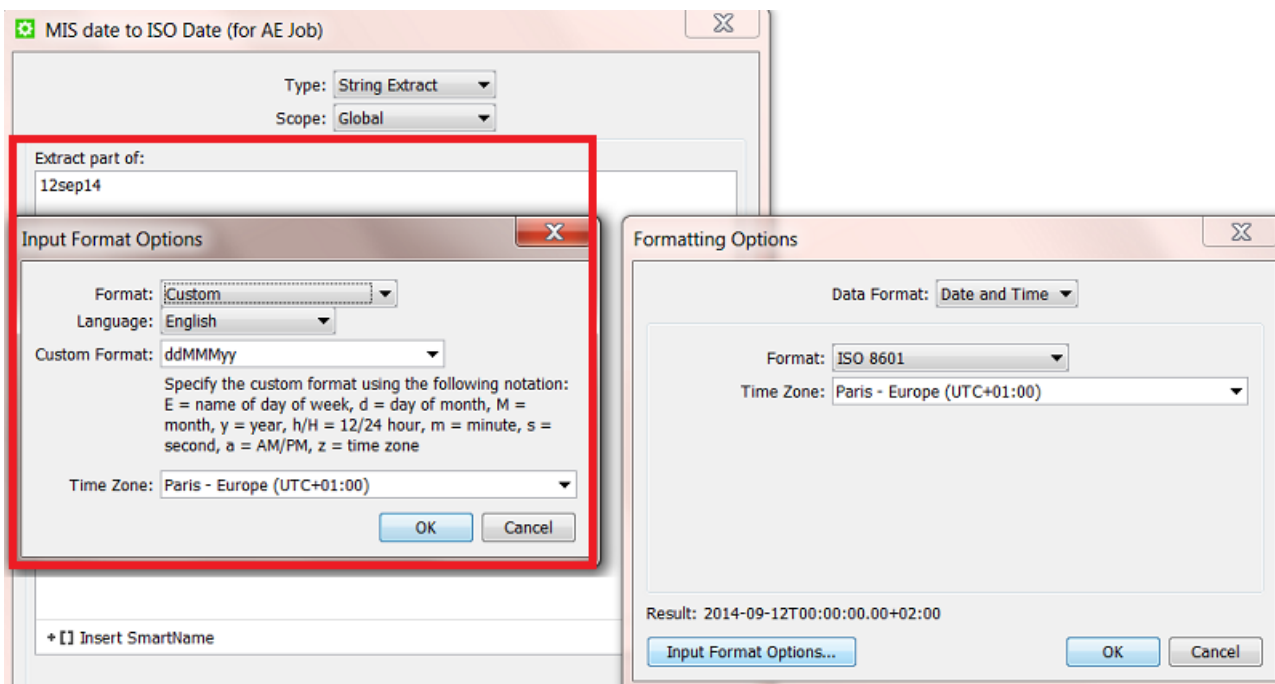 MIS date to ISO Date (for AE Job)
Type: String Extract
Scope: Global
Extract part of:
12sep14
Input Format Options
Format: Custom
Language: English
Custom Format: ddMMMyy
Specify the custom format using the following notation:
E = name of day of week, d = day of month, M =
month, y = year, h/H = 12/24 hour, m = minute, s =
second, a = AM/PM, z = time zone
Time Zone: Paris - Europe (UTC+01:00)
OK Cancel
+[] Insert SmartName
Formatting Options
Data Format: Date and Time
Format: ISO 8601
Time Zone: Paris - Europe (UTC+01:00)
Result: 2014-09-12T00:00:00.00+02:00
Input Format Options... OK Cancel